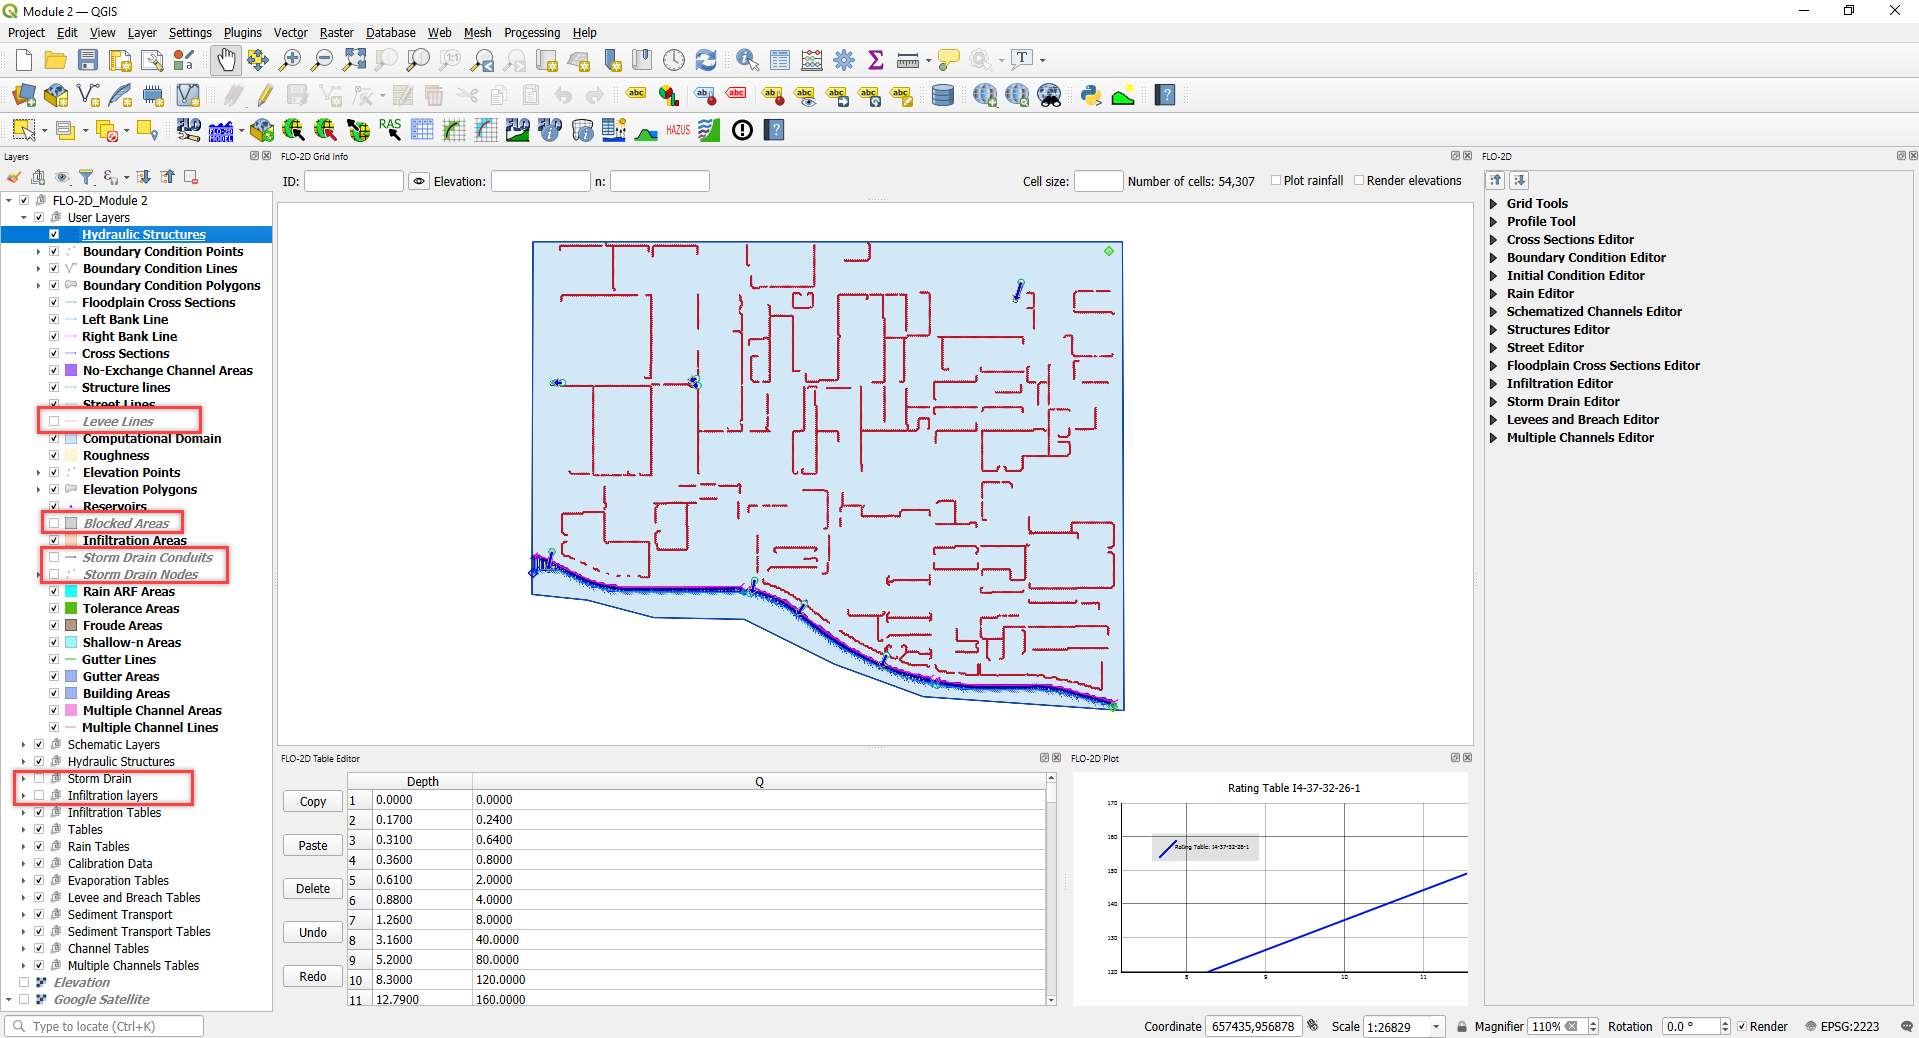 Module 2 — QGIS
Project Edit View Layer Settings Plugins Vector Raster Database Web Mesh Processing Help
Layers
FLO-2D_Module 2
User Layers
Hydraulic Structures
Boundary Condition Points
Boundary Condition Lines
Boundary Condition Polygons
Floodplain Cross Sections
Left Bank Line
Right Bank Line
Cross Sections
No-Exchange Channel Areas
Structure lines
Street Lines
Levee Lines
Computational Domain
Roughness
Elevation Points
Elevation Polygons
Reservoirs
Blocked Areas
Infiltration Areas
Storm Drain Conduits
Storm Drain Nodes
Rain ARF Areas
Tolerance Areas
Froude Areas
Shallow-n Areas
Gutter Lines
Gutter Areas
Building Areas
Multiple Channel Areas
Multiple Channel Lines
Schematic Layers
Hydraulic Structures
Storm Drain
Infiltration layers
Infiltration Tables
Tables
Rain Tables
Calibration Data
Evaporation Tables
Levee and Breach Tables
Sediment Transport
Sediment Transport Tables
Channel Tables
Multiple Channels Tables
Elevation
Google Satellite
FLO-2D Grid Info
ID: Elevation: n: Cell size: Number of cells: 54,307 Plot rainfall Render elevations
FLO-2D
Grid Tools
Profile Tool
Cross Sections Editor
Boundary Condition Editor
Initial Condition Editor
Rain Editor
Schematized Channels Editor
Structures Editor
Street Editor
Floodplain Cross Sections Editor
Infiltration Editor
Storm Drain Editor
Levees and Breach Editor
Multiple Channels Editor
FLO-2D Table Editor
Copy
Paste
Delete
Undo
Redo
Depth Q
1 0.0000 0.0000
2 0.1700 0.2400
3 0.3100 0.6400
4 0.3600 0.8000
5 0.6100 2.0000
6 0.8800 4.0000
7 1.2600 8.0000
8 3.1600 40.0000
9 5.2000 80.0000
10 8.3000 120.0000
11 12.7900 160.0000
FLO-2D Plot
Rating Table I4-37-32-26-1
170
160
150
140
130
120
Rating Table: I4-37-32-26-1
8 9 10 11
Type to locate (Ctrl+K)
Coordinate 657435,956878 Scale 1:26829 Magnifier 110% Rotation 0.0 ° Render EPSG:2223